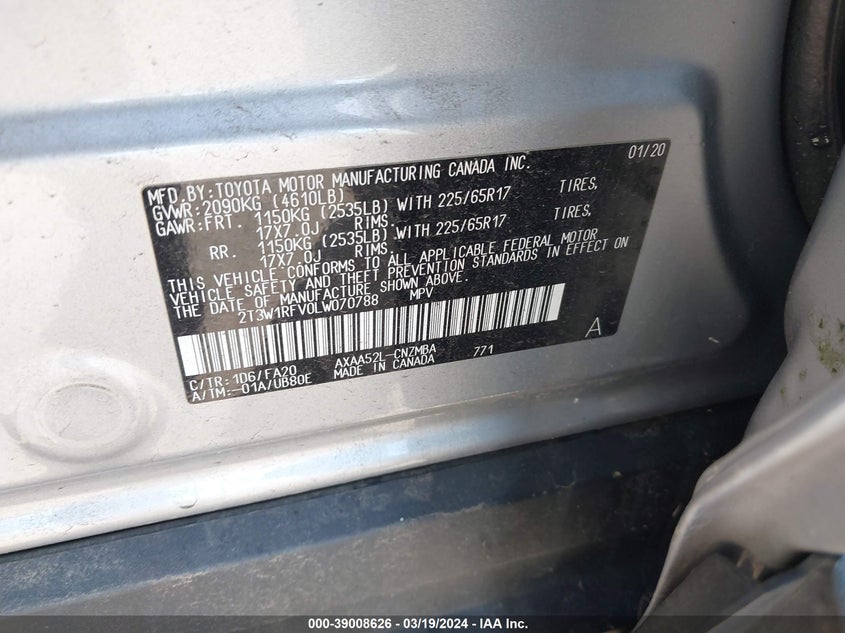 MFD.BY:TOYOTA MOTOR MANUFACTURING CANADA INC. 01/20
GVWR:2090KG (4610LB)
GAWR:FRT. 1150KG (2535LB) WITH 225/65R17 TIRES,
17X7.0J RIMS.
RR. 1150KG (2535LB) WITH 225/65R17 TIRES,
17X7.0J RIMS.
THIS VEHICLE CONFORMS TO ALL APPLICABLE FEDERAL MOTOR
VEHICLE SAFETY AND THEFT PREVENTION STANDARDS IN EFFECT ON
THE DATE OF MANUFACTURE SHOWN ABOVE.
2T3W1RFV0LW070788 MPV
A
AXAA52L-CNZMBA 771
C/TR:1D6/FA20 MADE IN CANADA
A/TM:-01A/UB80E
000-39008626 - 03/19/2024 - IAA Inc.